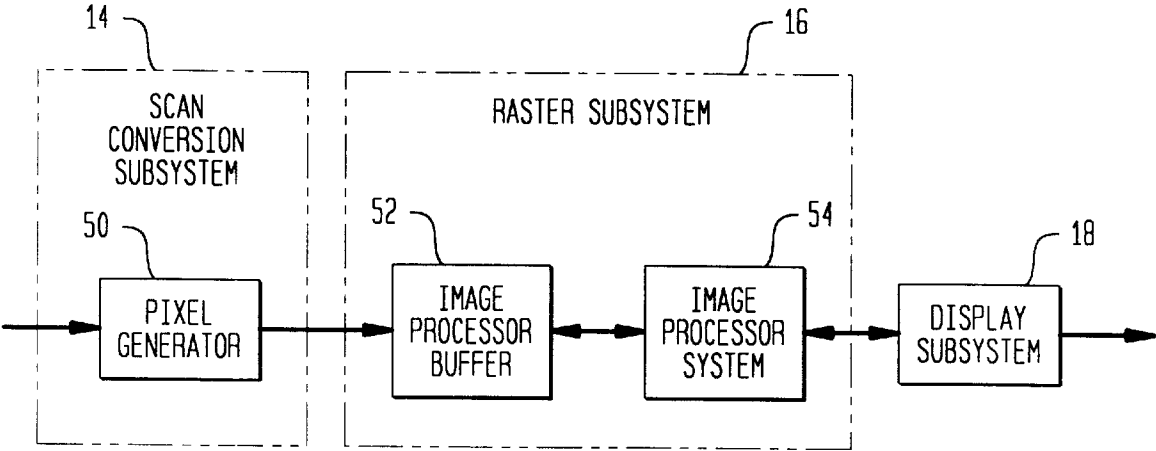 14
16
SCAN
CONVERSION
SUBSYSTEM
RASTER SUBSYSTEM
50
52
54
18
PIXEL
GENERATOR
IMAGE
PROCESSOR
BUFFER
IMAGE
PROCESSOR
SYSTEM
DISPLAY
SUBSYSTEM